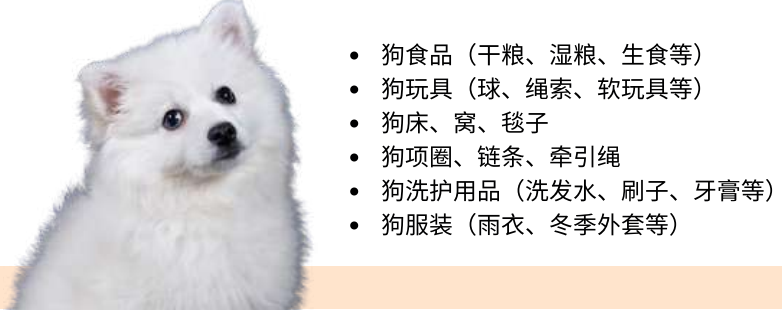 • 狗食品（干粮、湿粮、生食等）
• 狗玩具（球、绳索、软玩具等）
• 狗床、窝、毯子
• 狗项圈、链条、牵引绳
• 狗洗护用品（洗发水、刷子、牙膏等）
• 狗服装（雨衣、冬季外套等）